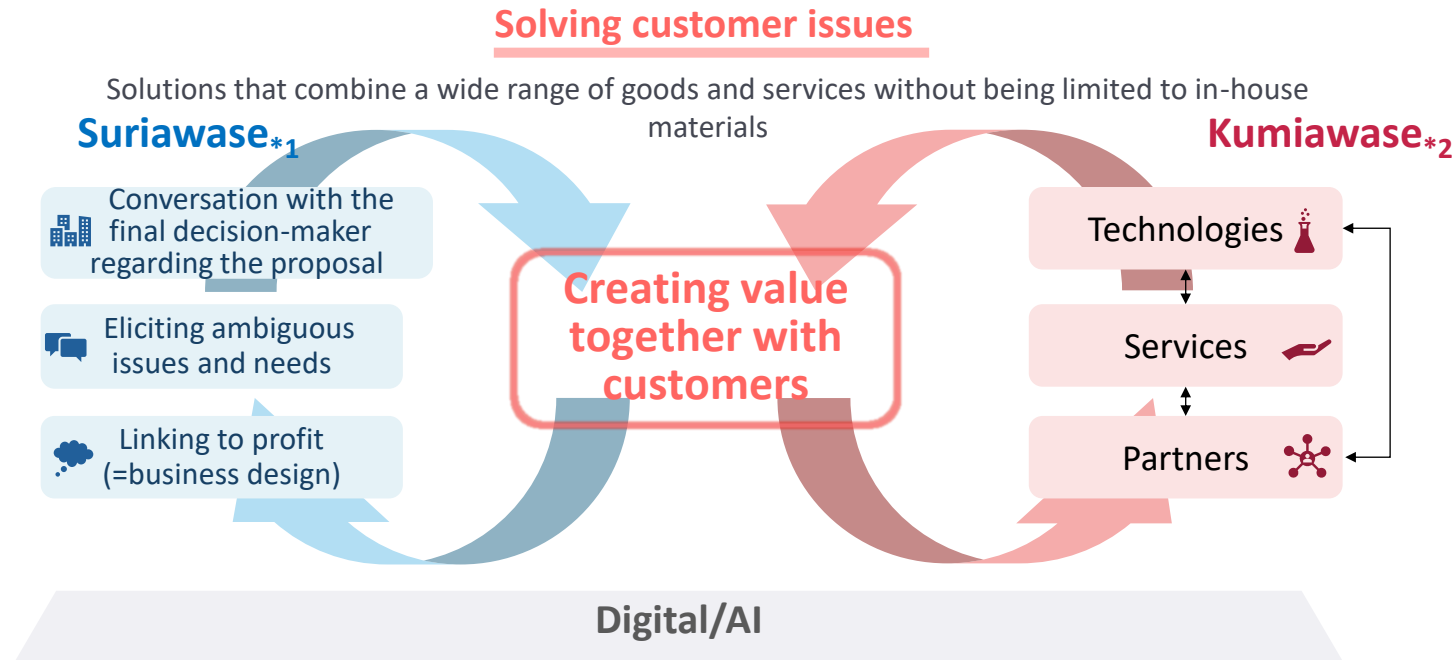 Solving customer issues
Solutions that combine a wide range of goods and services without being limited to in-house
materials
Suriawase*1
Conversation with the
final decision-maker
regarding the proposal
Eliciting ambiguous
issues and needs
Linking to profit
(=business design)
Creating value
together with
customers
Kumiawase*2
Technologies
Services
Partners
Digital/AI